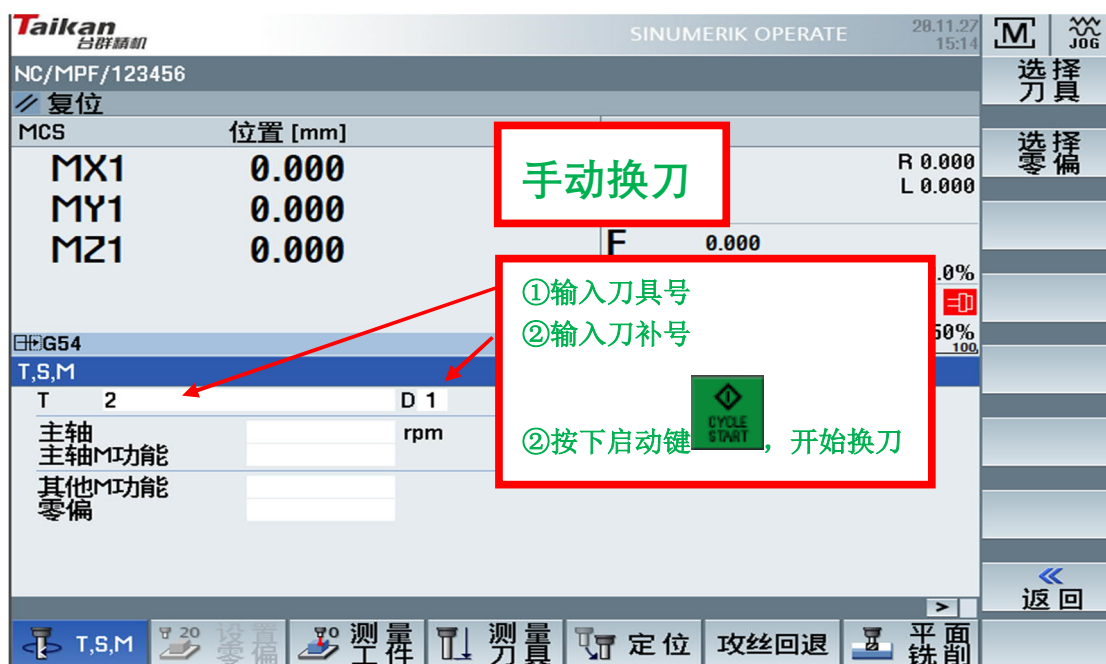 Taikan
台群精机
SINUMERIK OPERATE
28.11.27
15:14
M
JOG
NC/MPF/123456
选择
刀具
复位
MCS 位置 [mm]
选择
零偏
MX1 0.000
MY1 0.000
MZ1 0.000
手动换刀
R 0.000
L 0.000
F 0.000
.0%
①输入刀具号
②输入刀补号
50%
100
G54
T,S,M
T 2 D 1
CYCLE
START
②按下启动键，开始换刀
主轴 rpm
主轴M功能
其他M功能
零偏
返回
>
T,S,M
20
设置
零偏
测量
工件
测量
刀具
定位
攻丝回退
平面
铣削